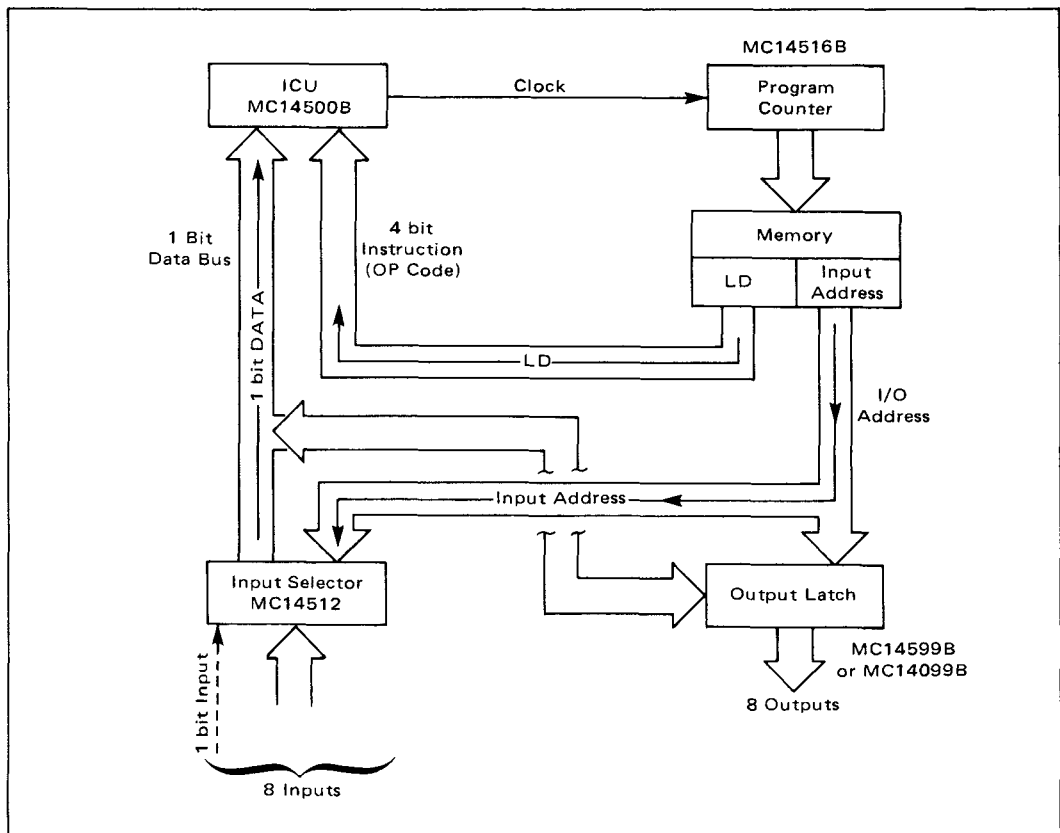 MC14516B
ICU
MC14500B
Clock
Program
Counter
1 Bit
Data Bus
1 bit DATA
4 bit
Instruction
(OP Code)
Memory
LD
Input
Address
LD
I/O
Address
Input Address
Input Selector
MC14512
Output Latch
MC14599B
or MC14099B
1 bit Input
8 Outputs
8 Inputs